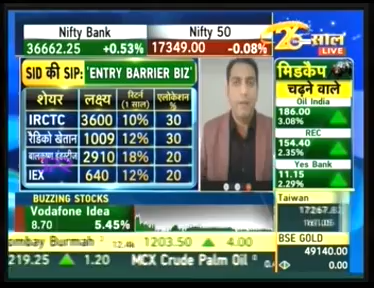 Nifty Bank
36662.25 +0.53%
Nifty 50
17349.00 -0.08%
साल
LIVE
SID की SIP: 'ENTRY BARRIER BIZ'
शेयर लक्ष्य रिटर्न (1 साल) एलोकेशन %
IRCTC 3600 10% 30
रैडिको खेतान 1009 12% 30
बालकृष्ण इंडस्ट्रीज 2910 18% 20
IEX 640 12% 20
मिडकैप
चढ़ने वाले
Oil India
186.00
3.08%
REC
154.40
2.35%
Yes Bank
11.15
2.29%
BUZZING STOCKS
Vodafone Idea
8.70 5.45%
Taiwan
BSE GOLD
49140.00
0.00
ombay Burmah 1203.50 4.00
219.25 1.20 MCX Crude Palm Oil